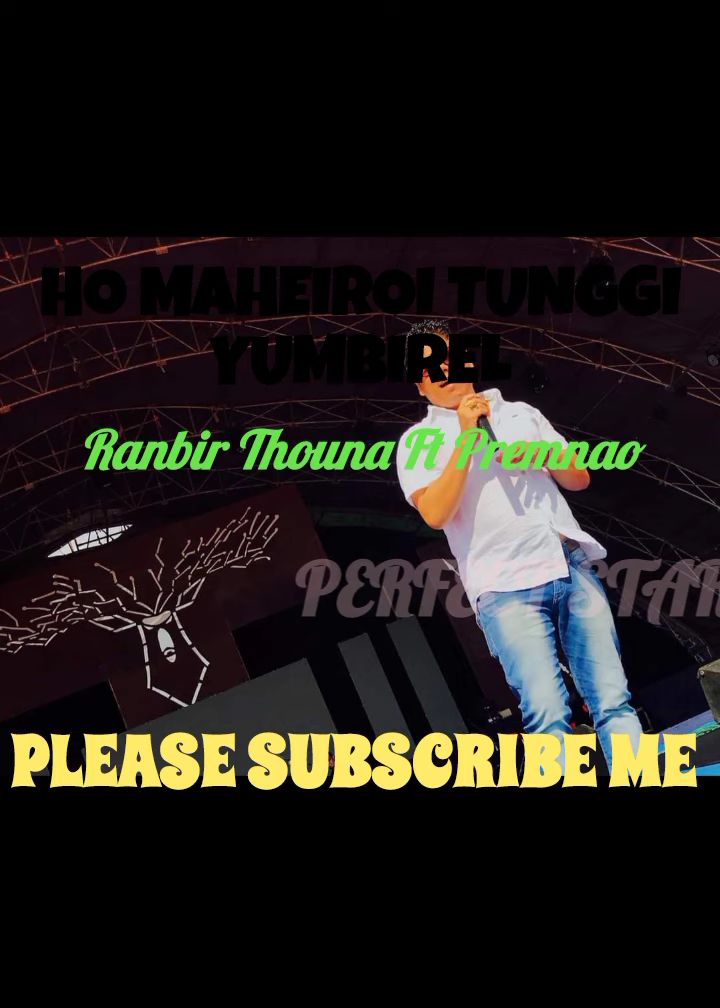 HO MAHEIROI TUNGGI
YUMBIREL
Ranbir Thouna Ft Premnao
PLEASE SUBSCRIBE ME